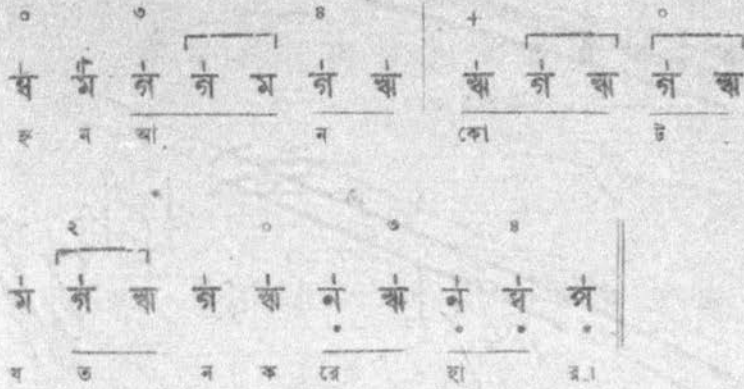 ০ ৩ ৪ + ০
ম গ গ ম গ ঋ ঋ গ ঋ গ ঋ
ন আ ন কো ট
২ ০ ৩ ৪
ম গ ঋ গ ঋ ন ঋ ন প
য ত ন ক রে হা রা